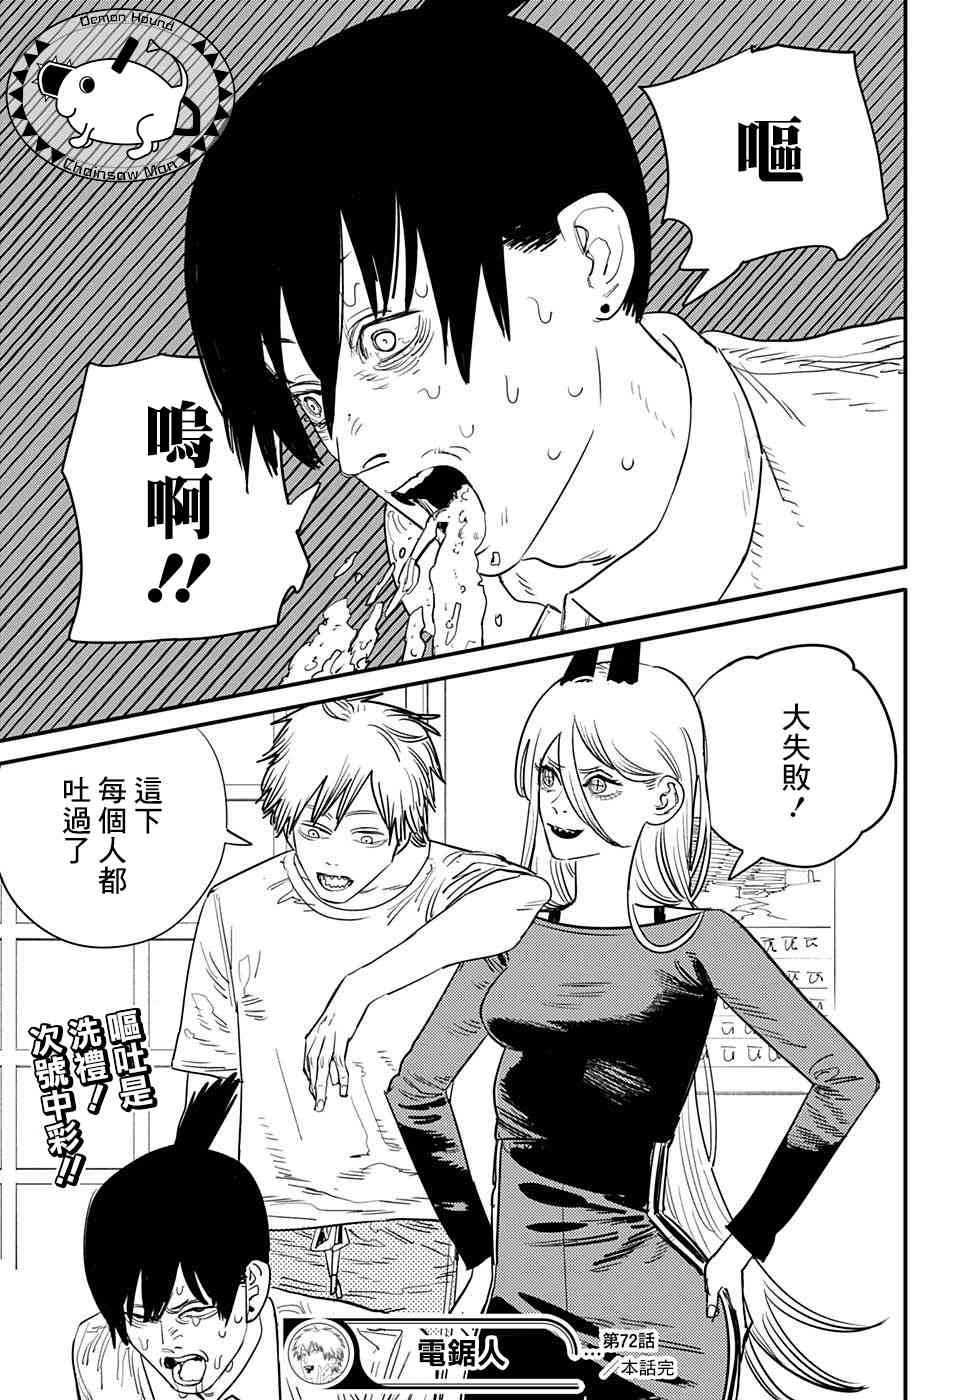 Demon Hound
Chainsaw Man
嘔
嗚啊!!
大失敗!
這下
每個人都
吐過了
嘔吐是
洗禮!
次號中彩!!
電鋸人
第72話
本話完